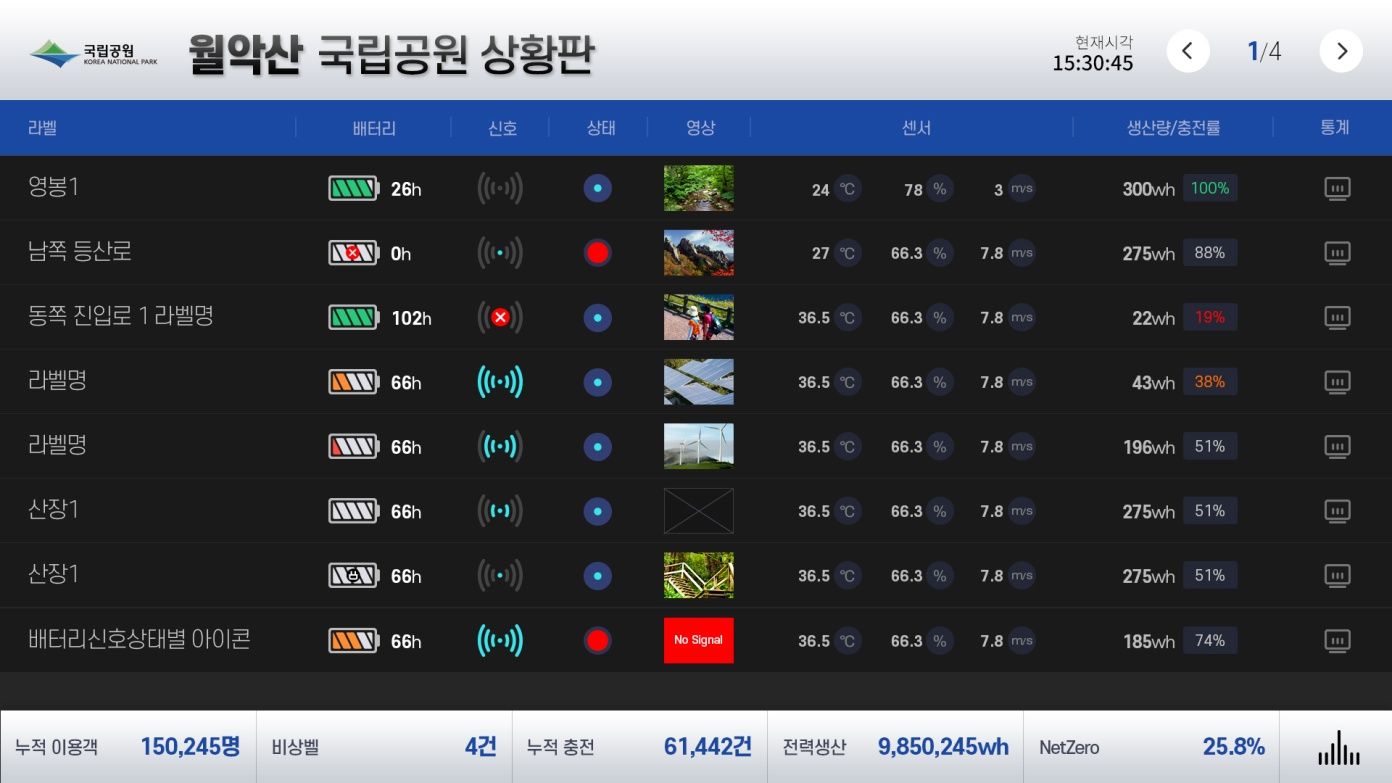 국립공원
KOREA NATIONAL PARK
월악산 국립공원 상황판
현재시각
15:30:45
1/4
라벨 배터리 신호 상태 영상 센서 생산량/충전률 통계
영봉1 26h 24 ℃ 78 % 3 m/s 300wh 100%
남쪽 등산로 0h 27 ℃ 66.3 % 7.8 m/s 275wh 88%
동쪽 진입로 1 라벨명 102h 36.5 ℃ 66.3 % 7.8 m/s 22wh 19%
라벨명 66h 36.5 ℃ 66.3 % 7.8 m/s 43wh 38%
라벨명 66h 36.5 ℃ 66.3 % 7.8 m/s 196wh 51%
산장1 66h 36.5 ℃ 66.3 % 7.8 m/s 275wh 51%
산장1 66h 36.5 ℃ 66.3 % 7.8 m/s 275wh 51%
배터리신호상태별 아이콘 66h No Signal 36.5 ℃ 66.3 % 7.8 m/s 185wh 74%
누적 이용객 150,245명 비상벨 4건 누적 충전 61,442건 전력생산 9,850,245wh NetZero 25.8%